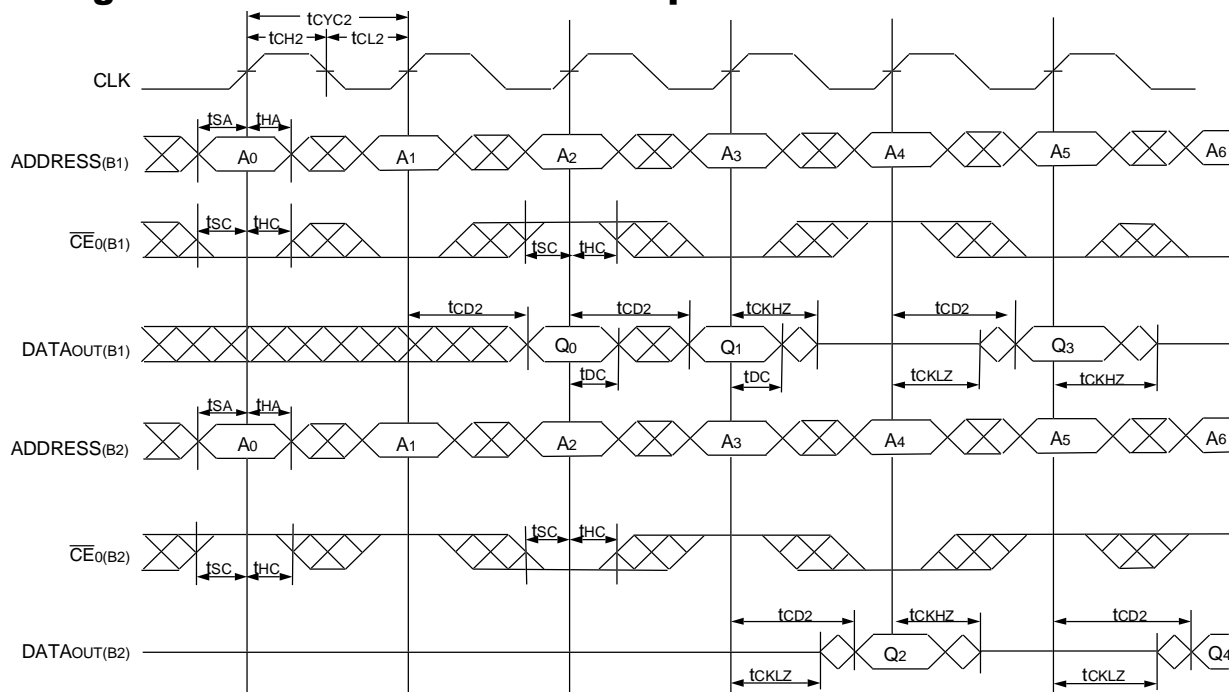 tCYC2
tCH2 tCL2
CLK
tSA tHA
ADDRESS(B1) A0 A1 A2 A3 A4 A5 A6
tSC tHC
CE0(B1) tSC tHC
tCD2 tCD2 tCKHZ tCD2
DATAOUT(B1) Q0 Q1 Q3
tDC tDC tCKLZ tCKHZ
tSA tHA
ADDRESS(B2) A0 A1 A2 A3 A4 A5 A6
tSC tHC
CE0(B2)
tSC tHC
tCD2 tCKHZ tCD2
DATAOUT(B2) Q2 Q4
tCKLZ tCKLZ